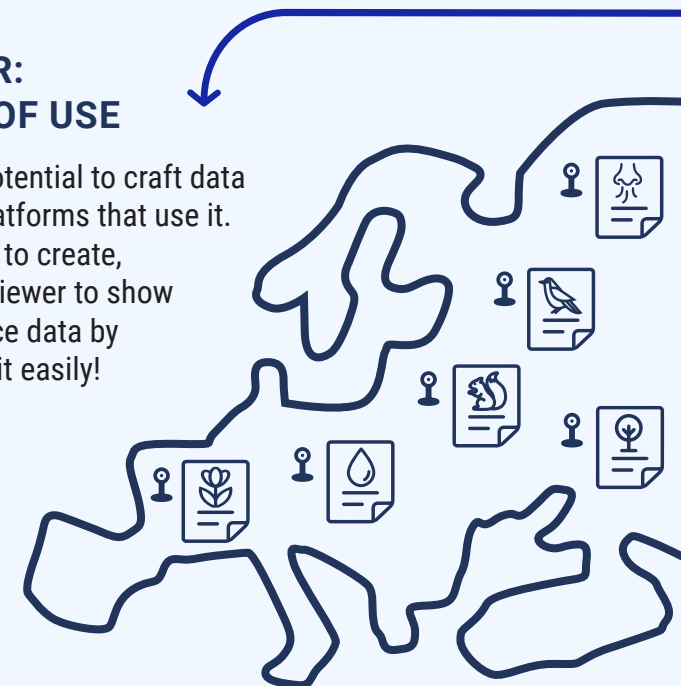 R:
OF USE
otential to craft data
atforms that use it.
to create,
iewer to show
ce data by
it easily!